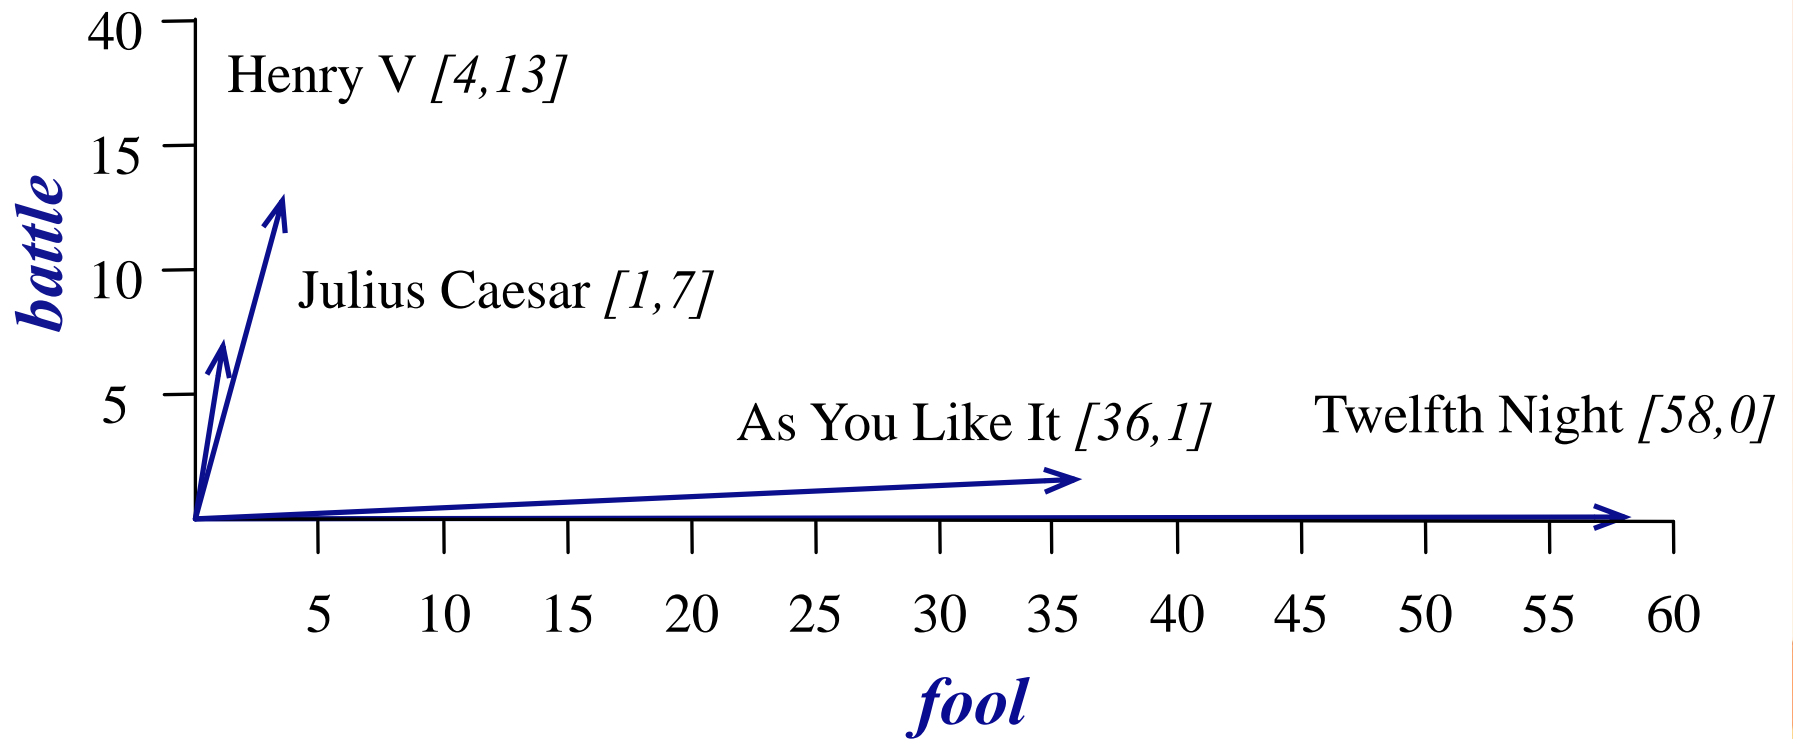 40
Henry V [4,13]
15
battle
10
Julius Caesar [1,7]
5
As You Like It [36,1]
Twelfth Night [58,0]
5 10 15 20 25 30 35 40 45 50 55 60
fool